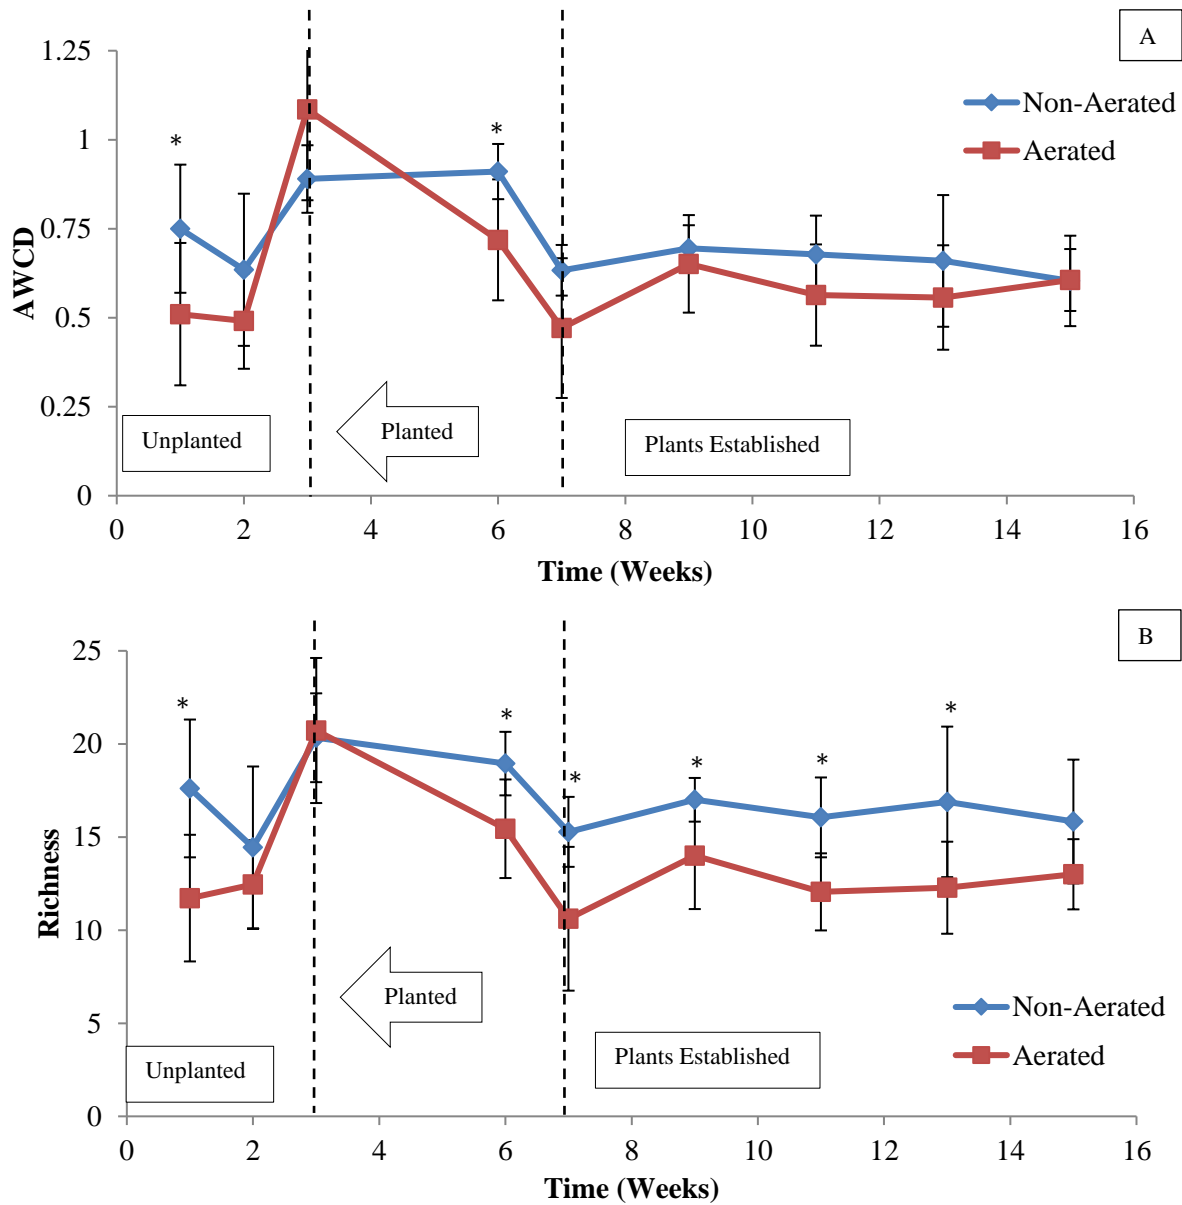 A
1.25
Non-Aerated
*
*
1
Aerated
0.75
AWCD
0.5
0.25
Unplanted
Planted
Plants Established
0
0 2 4 6 8 10 12 14 16
Time (Weeks)
B
25
*
*
*
*
*
*
20
15
Richness
10
Planted
Non-Aerated
5
Aerated
Unplanted
Plants Established
0
0 2 4 6 8 10 12 14 16
Time (Weeks)